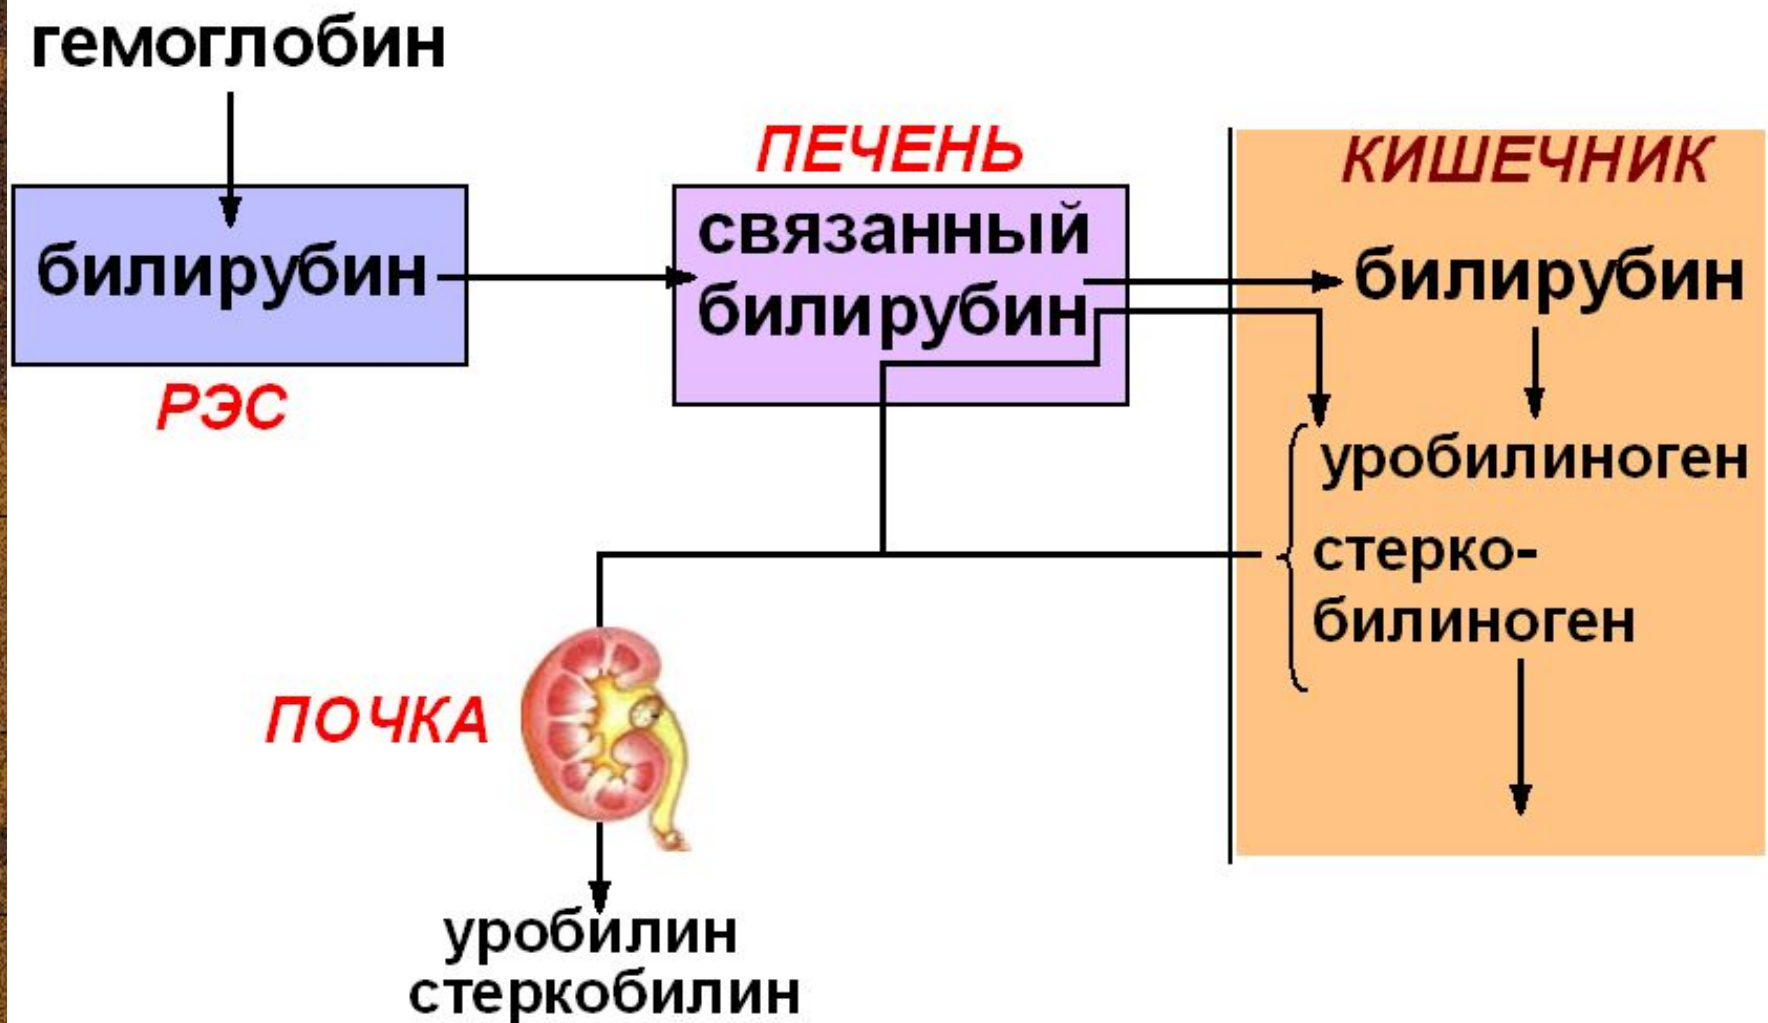 гемоглобин
ПЕЧЕНЬ
КИШЕЧНИК
билирубин
связанный
билирубин
билирубин
РЭС
уробилиноген
стерко-
билиноген
ПОЧКА
уробилин
стеркобилин